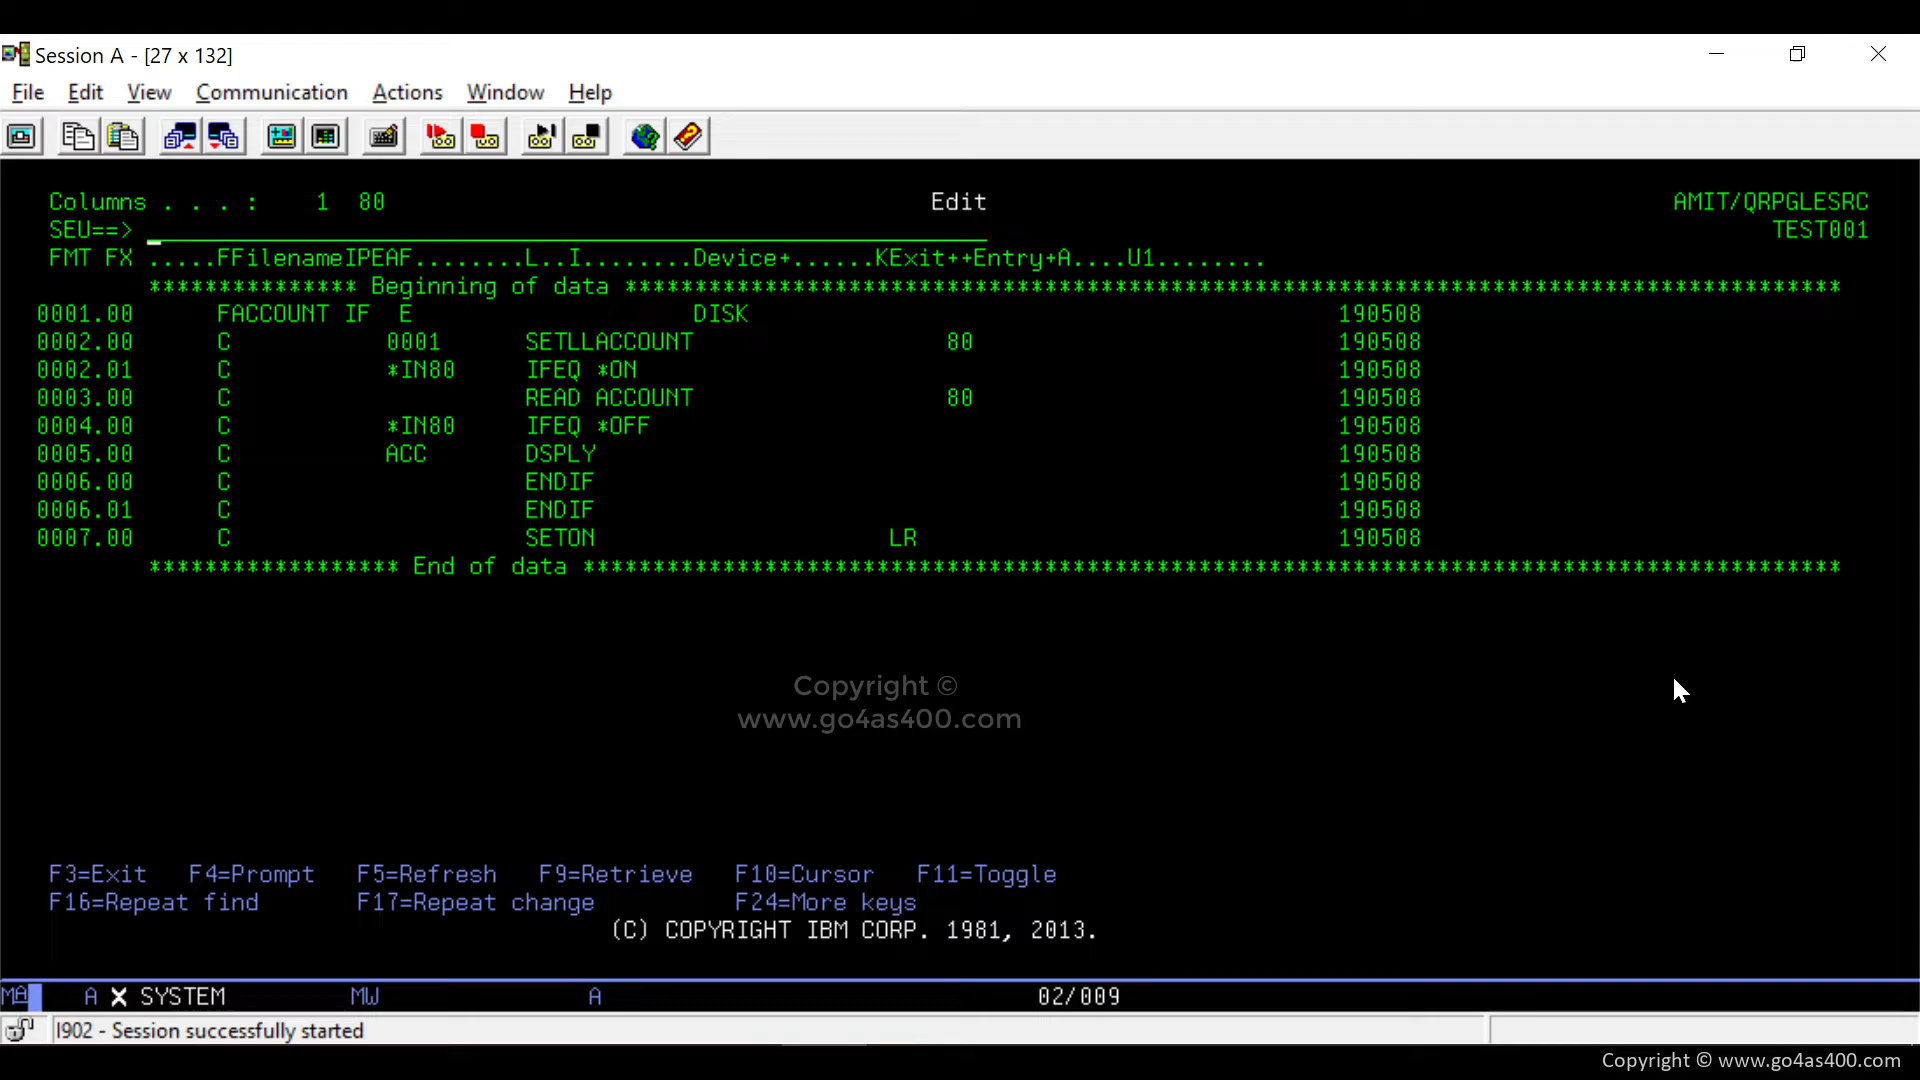 Session A - [27 x 132]
File Edit View Communication Actions Window Help
Columns . . . :    1  80                                       Edit                                                 AMIT/QRPGLESRC
SEU==>                                                                                                              TEST001
FMT FX .....FFilenameIPEAF........L..I........Device+......KExit++Entry+A....U1........
*************** Beginning of data ***************************************************************************************
0001.00      FACCOUNT IF  E                    DISK                                          190508
0002.00      C           0001      SETLLACCOUNT                  80                          190508
0002.01      C           *IN80     IFEQ *ON                                                  190508
0003.00      C                     READ ACCOUNT                  80                          190508
0004.00      C           *IN80     IFEQ *OFF                                                 190508
0005.00      C           ACC       DSPLY                                                     190508
0006.00      C                     ENDIF                                                     190508
0006.01      C                     ENDIF                                                     190508
0007.00      C                     SETON                     LR                              190508
****************** End of data ******************************************************************************************
Copyright ©
www.go4as400.com
F3=Exit   F4=Prompt   F5=Refresh   F9=Retrieve   F10=Cursor   F11=Toggle
F16=Repeat find       F17=Repeat change          F24=More keys
(C) COPYRIGHT IBM CORP. 1981, 2013.
MA    A X SYSTEM         MW                A                               02/009
I902 - Session successfully started
Copyright © www.go4as400.com